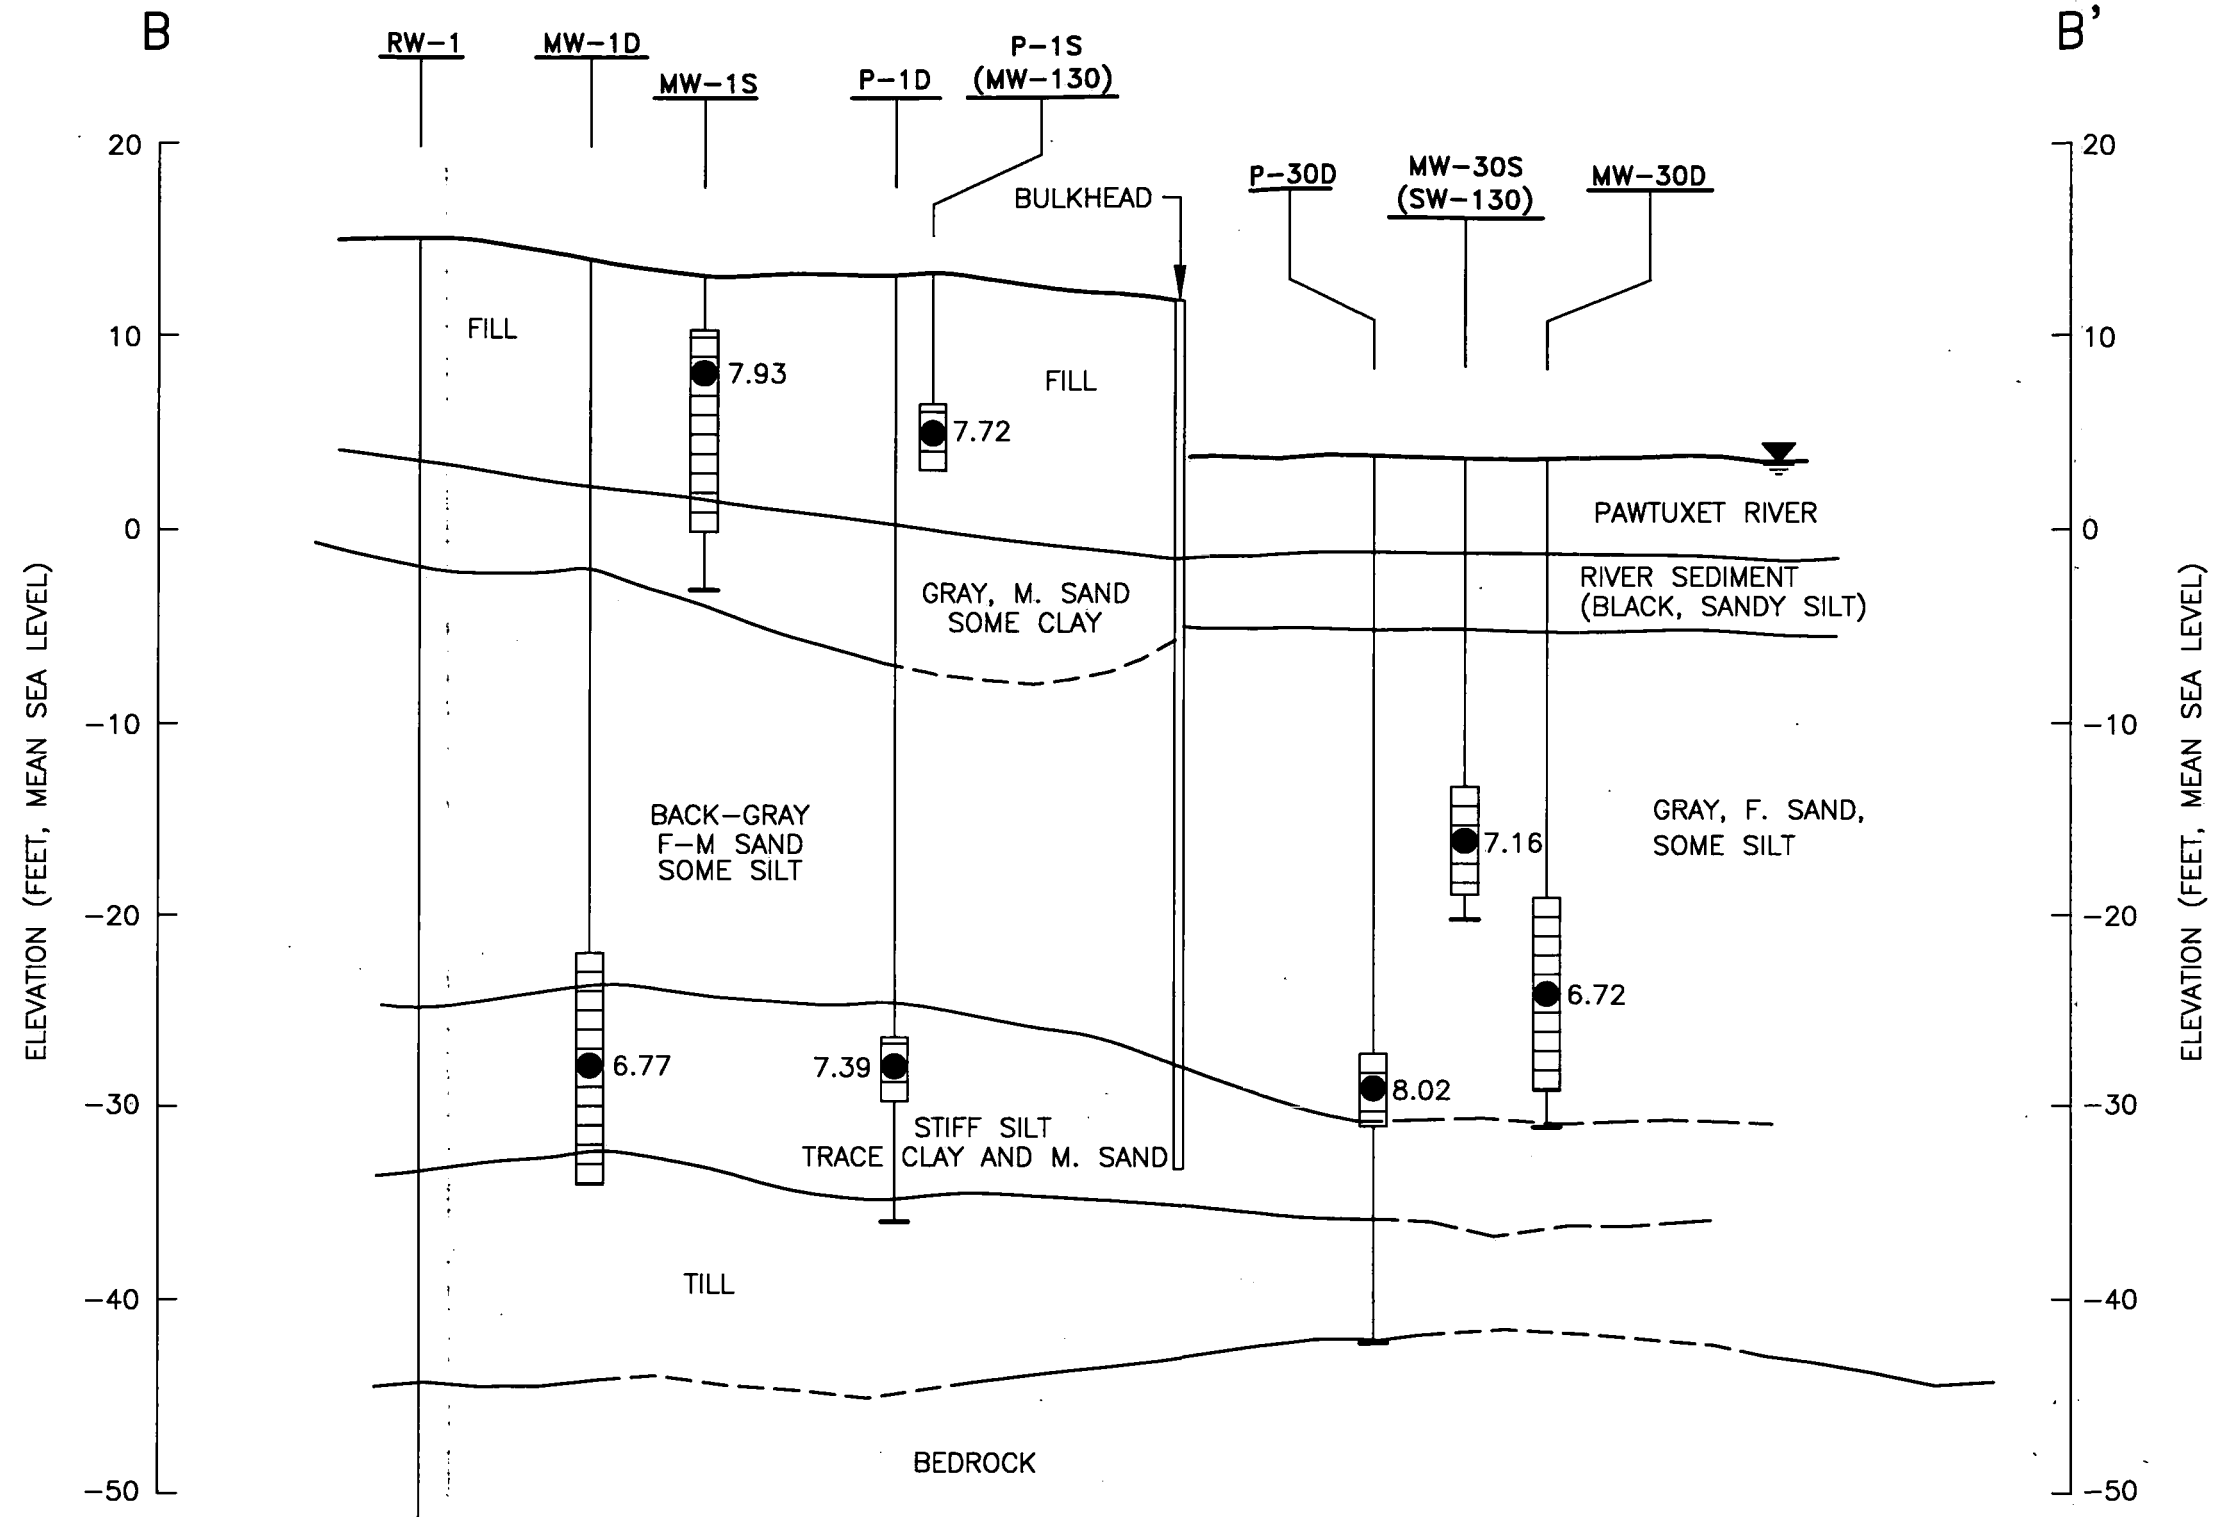 B
B'
RW-1
MW-1D
MW-1S
P-1D
P-1S
(MW-130)
BULKHEAD
P-30D
MW-30S
(SW-130)
MW-30D
20
10
0
-10
-20
-30
-40
-50
ELEVATION (FEET, MEAN SEA LEVEL)
FILL
7.93
7.72
FILL
PAWTUXET RIVER
RIVER SEDIMENT
(BLACK, SANDY SILT)
GRAY, M. SAND
SOME CLAY
BACK-GRAY
F-M SAND
SOME SILT
7.16
GRAY, F. SAND,
SOME SILT
6.72
6.77
7.39
8.02
STIFF SILT
TRACE CLAY AND M. SAND
TILL
BEDROCK
20
10
0
-10
-20
-30
-40
-50
ELEVATION (FEET, MEAN SEA LEVEL)